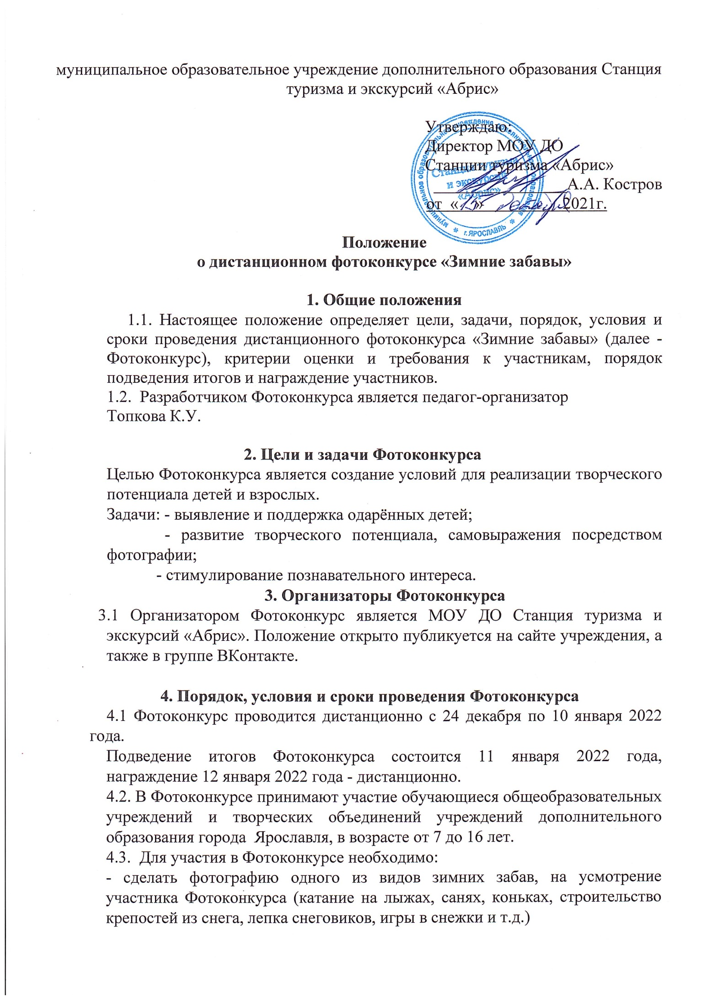 муниципальное образовательное учреждение дополнительного образования Станция
туризма и экскурсий «Абрис»
Утверждаю:
Директор МОУ ДО
Станции туризма «Абрис»
А.А. Костров
от «15» декабря 2021г.
муниципальное образовательное учреждение дополнительного образования
Станция туризма
и экскурсий
«Абрис»
г.ЯРОСЛАВЛЬ
Положение
о дистанционном фотоконкурсе «Зимние забавы»
1. Общие положения
1.1. Настоящее положение определяет цели, задачи, порядок, условия и
сроки проведения дистанционного фотоконкурса «Зимние забавы» (далее -
Фотоконкурс), критерии оценки и требования к участникам, порядок
подведения итогов и награждение участников.
1.2. Разработчиком Фотоконкурса является педагог-организатор
Топкова К.У.
2. Цели и задачи Фотоконкурса
Целью Фотоконкурса является создание условий для реализации творческого
потенциала детей и взрослых.
Задачи: - выявление и поддержка одарённых детей;
- развитие творческого потенциала, самовыражения посредством
фотографии;
- стимулирование познавательного интереса.
3. Организаторы Фотоконкурса
3.1 Организатором Фотоконкурс является МОУ ДО Станция туризма и
экскурсий «Абрис». Положение открыто публикуется на сайте учреждения, а
также в группе ВКонтакте.
4. Порядок, условия и сроки проведения Фотоконкурса
4.1 Фотоконкурс проводится дистанционно с 24 декабря по 10 января 2022
года.
Подведение итогов Фотоконкурса состоится 11 января 2022 года,
награждение 12 января 2022 года - дистанционно.
4.2. В Фотоконкурсе принимают участие обучающиеся общеобразовательных
учреждений и творческих объединений учреждений дополнительного
образования города Ярославля, в возрасте от 7 до 16 лет.
4.3. Для участия в Фотоконкурсе необходимо:
- сделать фотографию одного из видов зимних забав, на усмотрение
участника Фотоконкурса (катание на лыжах, санях, коньках, строительство
крепостей из снега, лепка снеговиков, игры в снежки и т.д.)